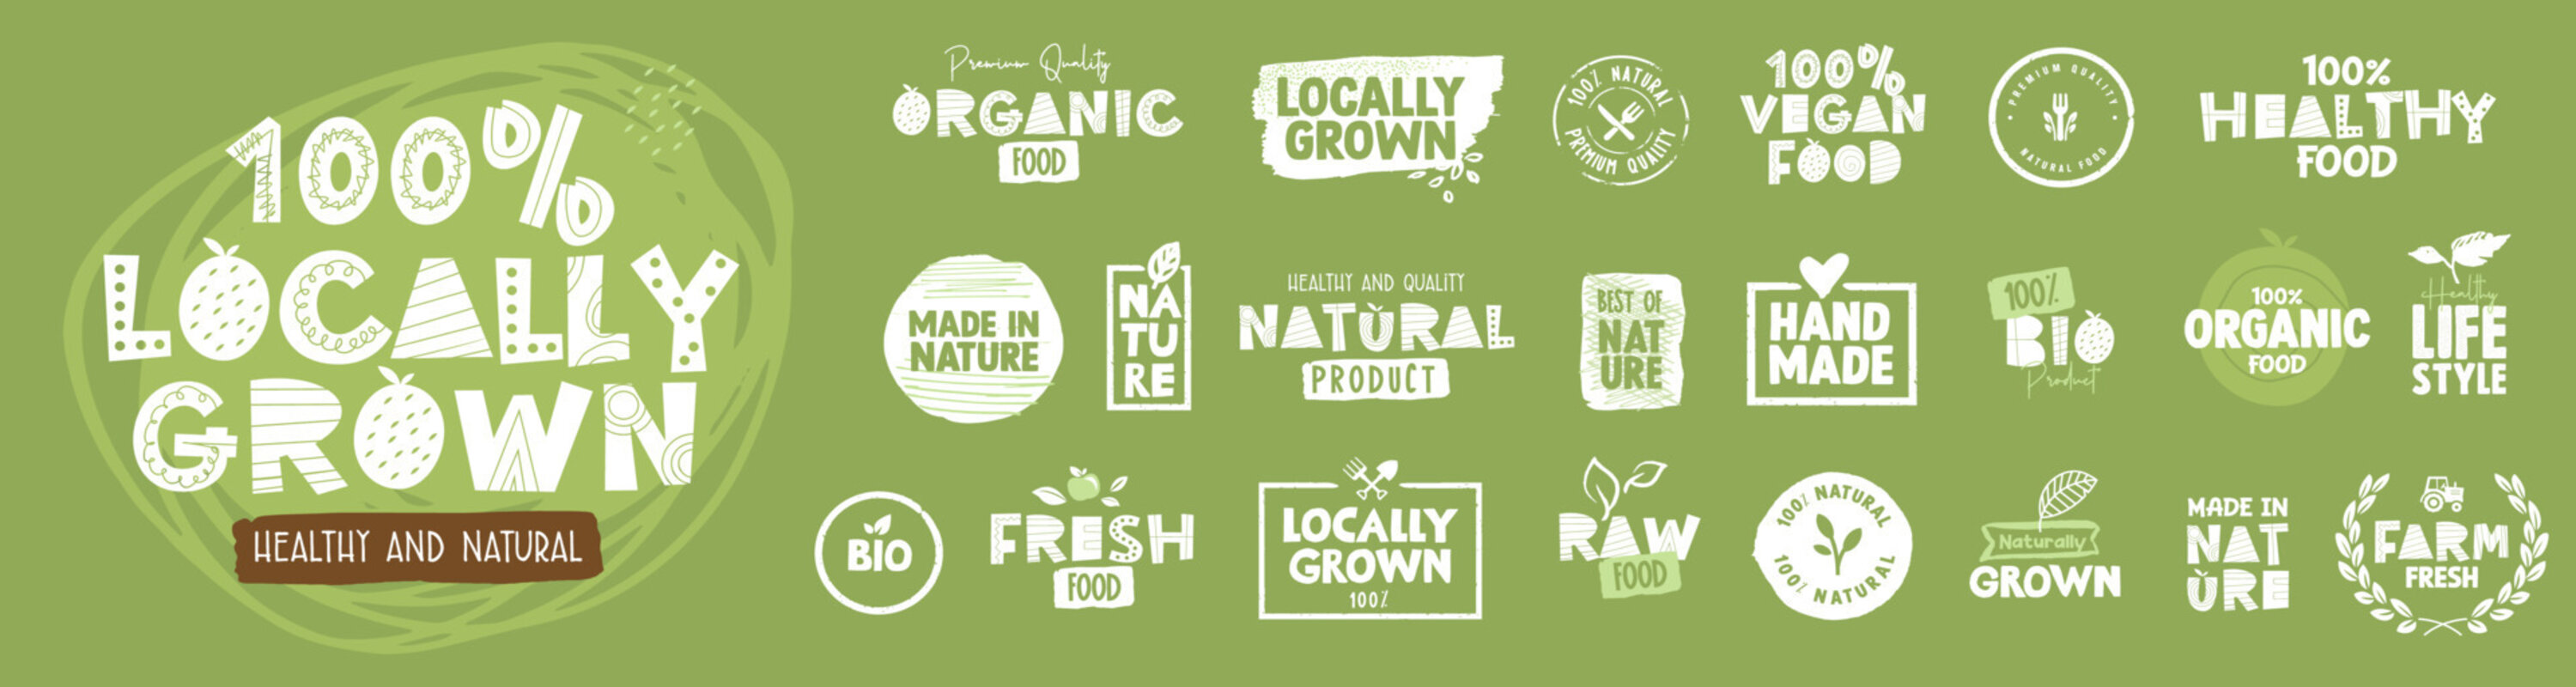 100%
LOCALLY
GROWN
HEALTHY AND NATURAL
Premium Quality
ORGANIC
FOOD
LOCALLY
GROWN
100% NATURAL
PREMIUM QUALITY
100%
VEGAN
FOOD
PREMIUM QUALITY
NATURAL FOOD
100%
HEALTHY
FOOD
MADE IN
NATURE
NA
TU
RE
HEALTHY AND QUALITY
NATURAL
PRODUCT
BEST OF
NAT
URE
HAND
MADE
100%
BIO
Product
100%
ORGANIC
FOOD
Healthy
LIFE
STYLE
BIO
FRESH
FOOD
LOCALLY
GROWN
100%
RAW
FOOD
100% NATURAL
100% NATURAL
Naturally
GROWN
MADE IN
NAT
URE
FARM
FRESH